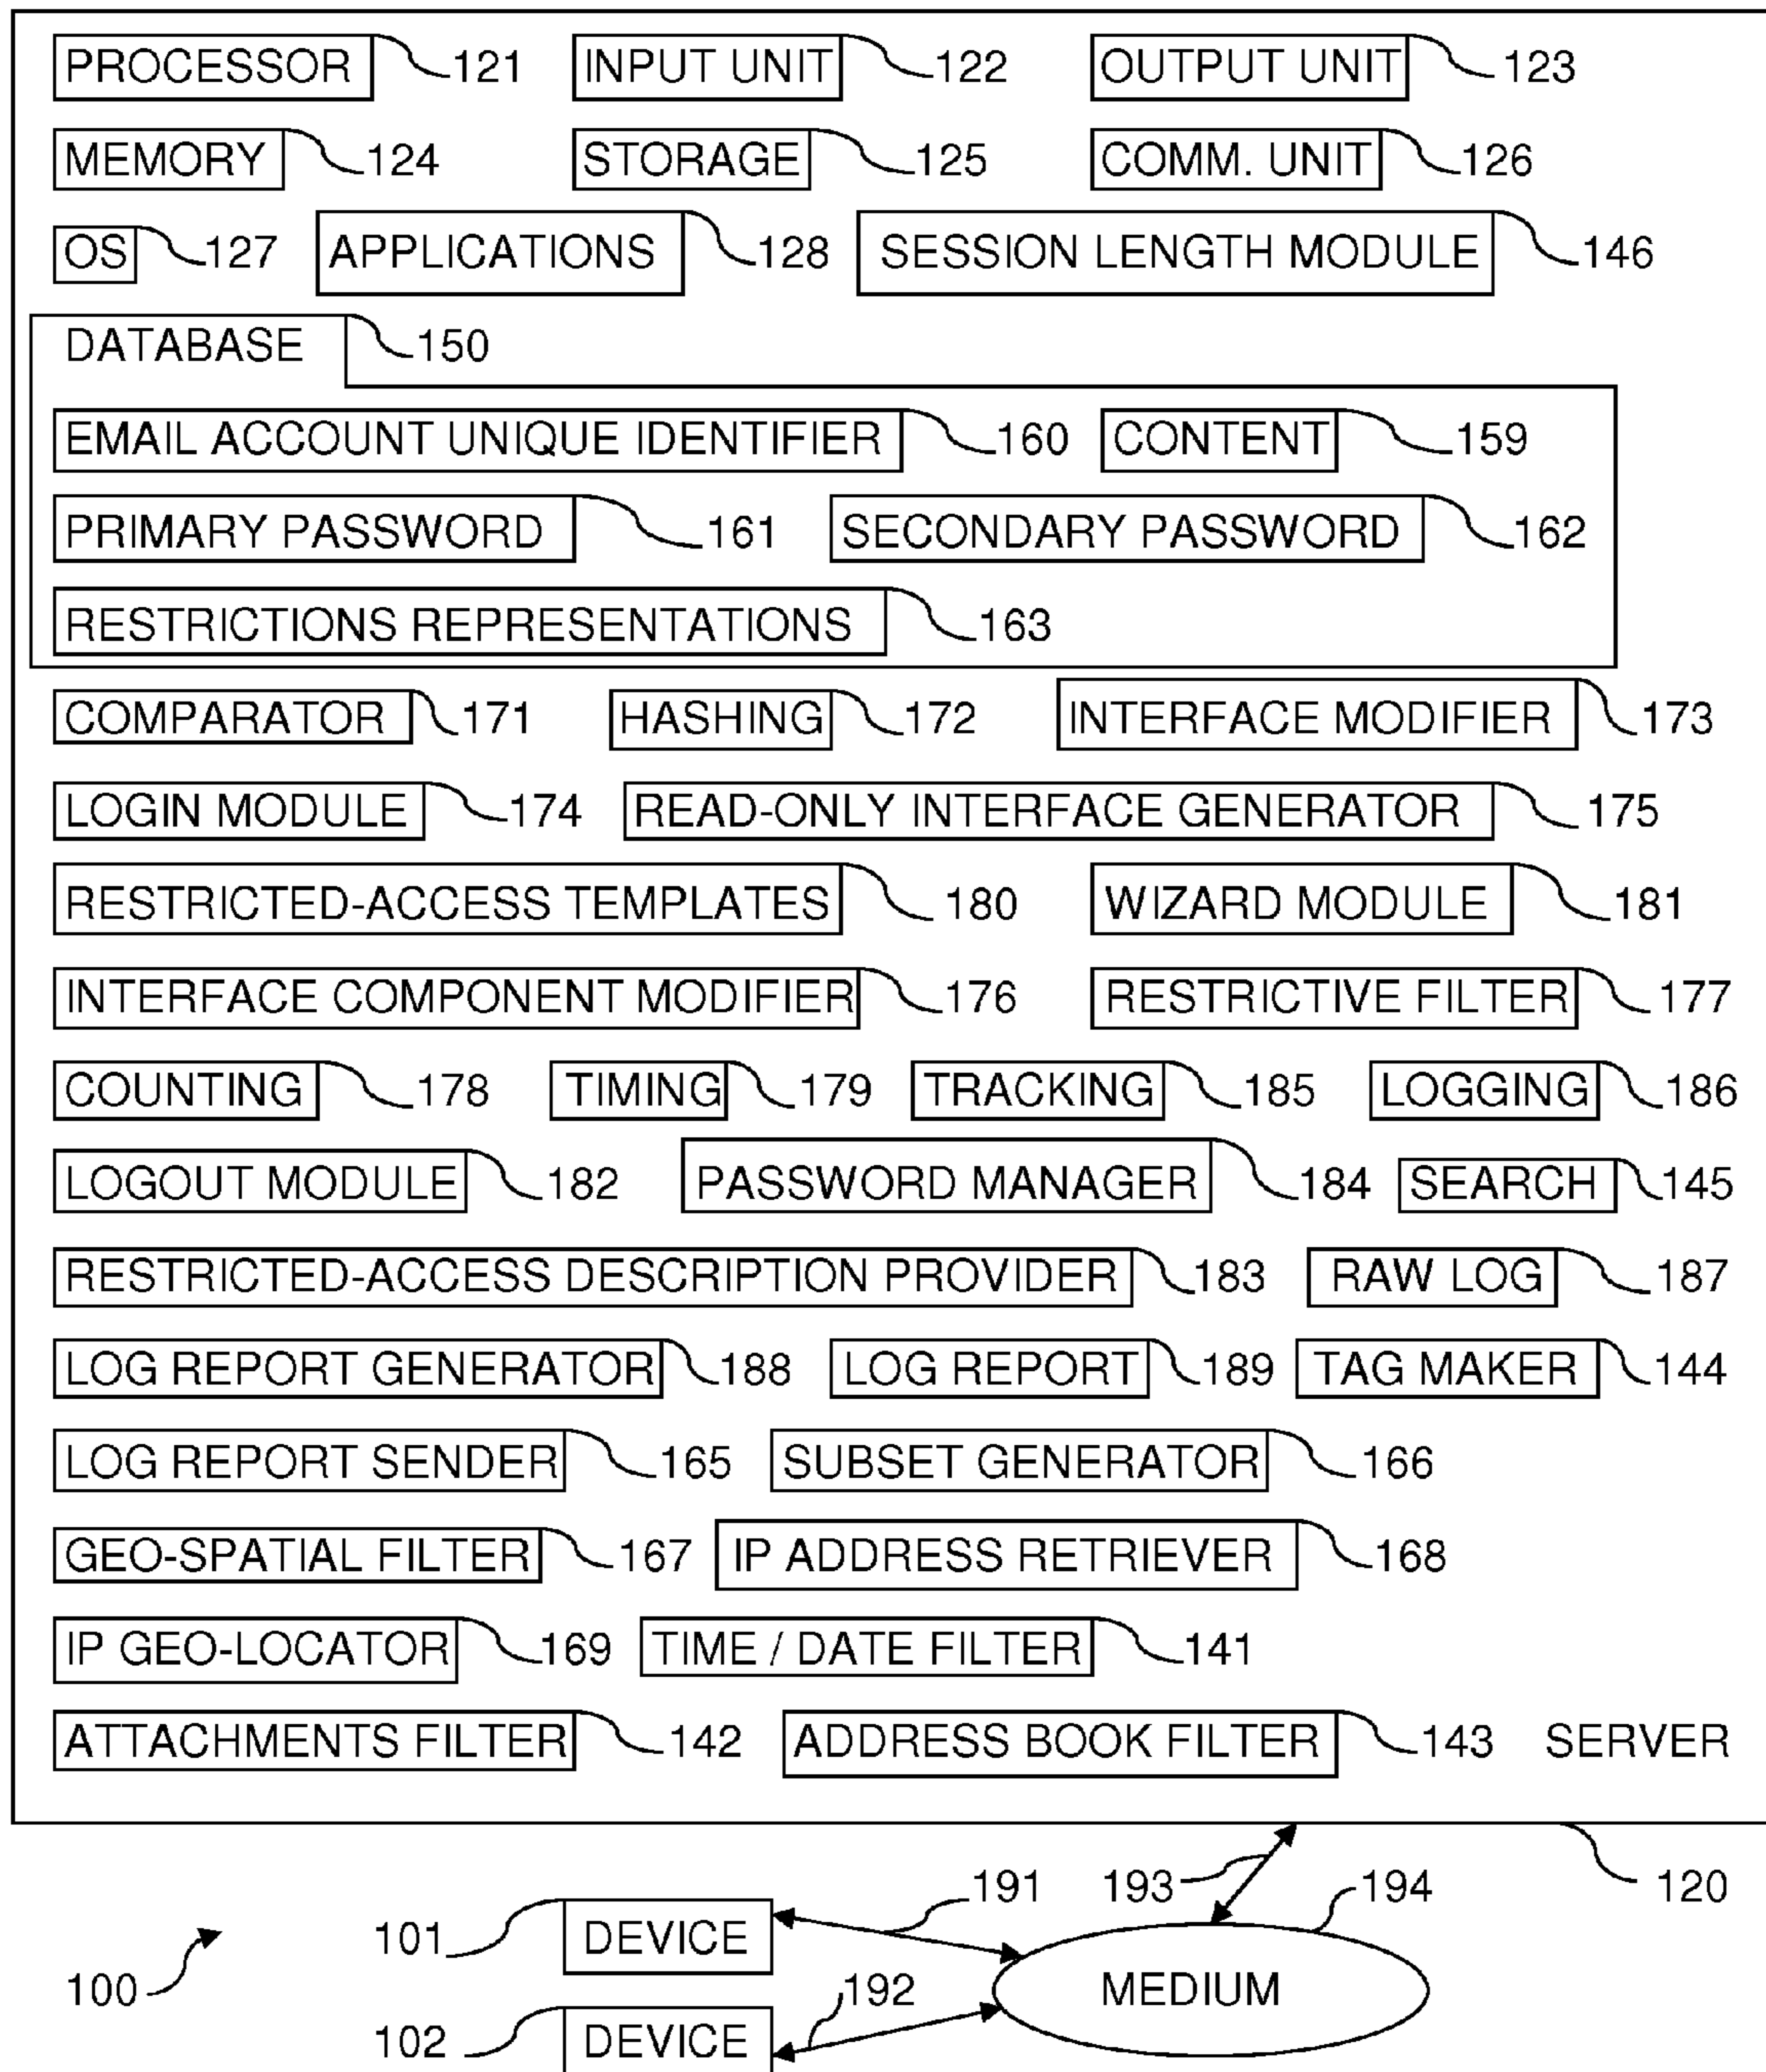 PROCESSOR 121 INPUT UNIT 122 OUTPUT UNIT 123
MEMORY 124 STORAGE 125 COMM. UNIT 126
OS 127 APPLICATIONS 128 SESSION LENGTH MODULE 146
DATABASE 150
EMAIL ACCOUNT UNIQUE IDENTIFIER 160 CONTENT 159
PRIMARY PASSWORD 161 SECONDARY PASSWORD 162
RESTRICTIONS REPRESENTATIONS 163
COMPARATOR 171 HASHING 172 INTERFACE MODIFIER 173
LOGIN MODULE 174 READ-ONLY INTERFACE GENERATOR 175
RESTRICTED-ACCESS TEMPLATES 180 WIZARD MODULE 181
INTERFACE COMPONENT MODIFIER 176 RESTRICTIVE FILTER 177
COUNTING 178 TIMING 179 TRACKING 185 LOGGING 186
LOGOUT MODULE 182 PASSWORD MANAGER 184 SEARCH 145
RESTRICTED-ACCESS DESCRIPTION PROVIDER 183 RAW LOG 187
LOG REPORT GENERATOR 188 LOG REPORT 189 TAG MAKER 144
LOG REPORT SENDER 165 SUBSET GENERATOR 166
GEO-SPATIAL FILTER 167 IP ADDRESS RETRIEVER 168
IP GEO-LOCATOR 169 TIME / DATE FILTER 141
ATTACHMENTS FILTER 142 ADDRESS BOOK FILTER 143 SERVER
191 193 194 120
101 DEVICE
100 192 MEDIUM
102 DEVICE